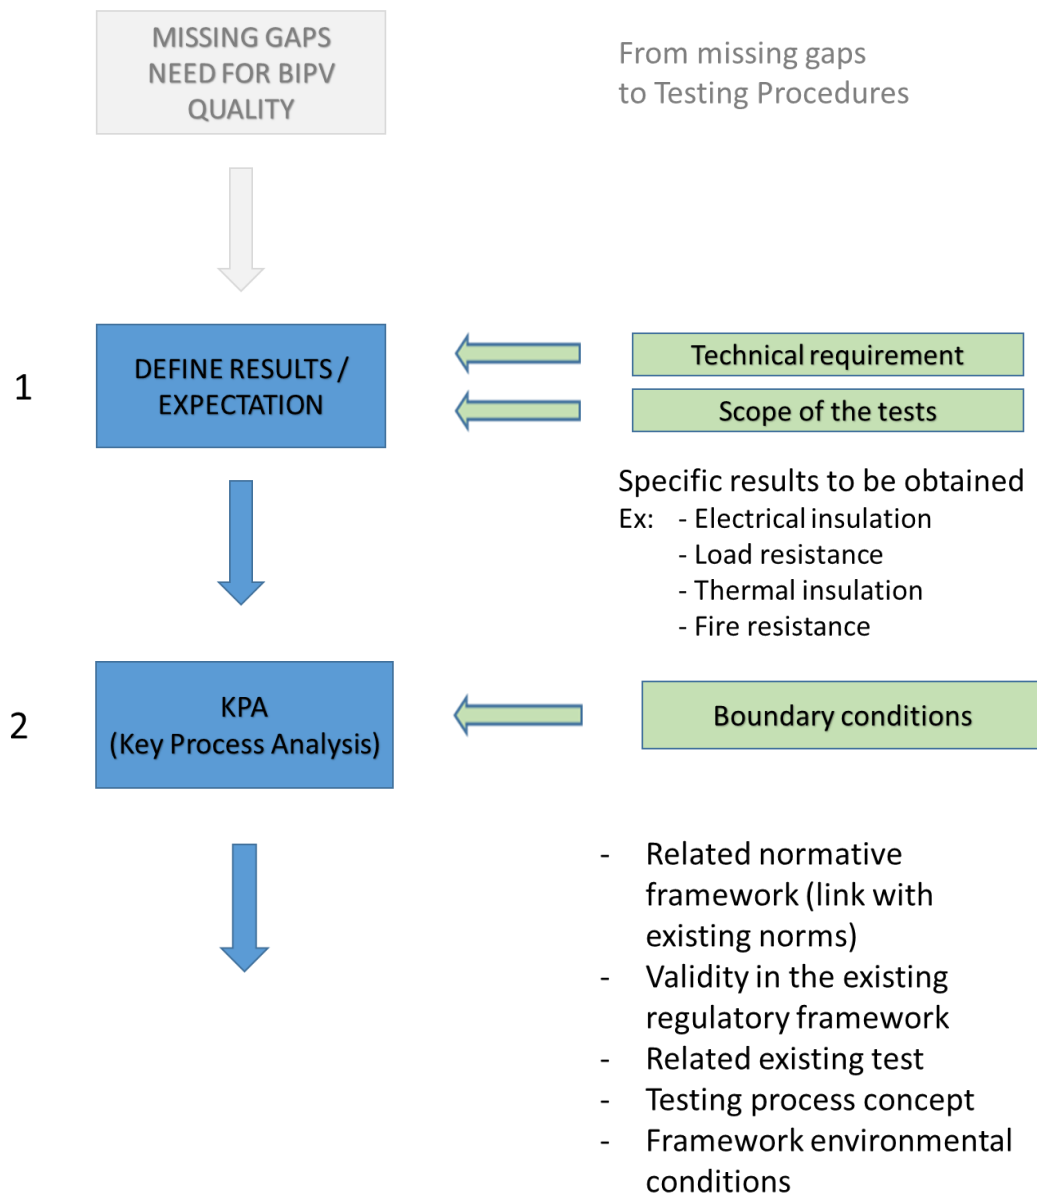 MISSING GAPS
NEED FOR BIPV
QUALITY
From missing gaps
to Testing Procedures
1
DEFINE RESULTS /
EXPECTATION
Technical requirement
Scope of the tests
Specific results to be obtained
Ex: - Electrical insulation
- Load resistance
- Thermal insulation
- Fire resistance
2
KPA
(Key Process Analysis)
Boundary conditions
- Related normative
framework (link with
existing norms)
- Validity in the existing
regulatory framework
- Related existing test
- Testing process concept
- Framework environmental
conditions